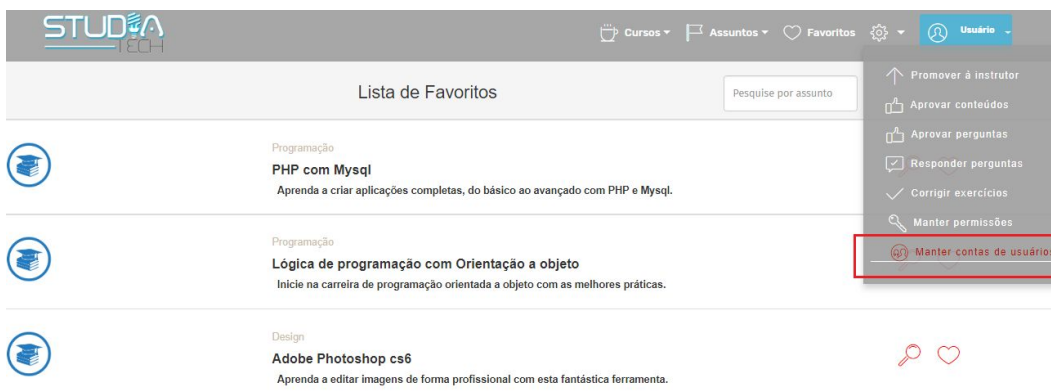 STUDIA
TECH
Cursos
Assuntos
Favoritos
Usuário
Lista de Favoritos
Pesquise por assunto
Promover à instrutor
Aprovar conteúdos
Aprovar perguntas
Responder perguntas
Corrigir exercícios
Manter permissões
Manter contas de usuários
Programação
PHP com Mysql
Aprenda a criar aplicações completas, do básico ao avançado com PHP e Mysql.
Programação
Lógica de programação com Orientação a objeto
Inicie na carreira de programação orientada a objeto com as melhores práticas.
Design
Adobe Photoshop cs6
Aprenda a editar imagens de forma profissional com esta fantástica ferramenta.